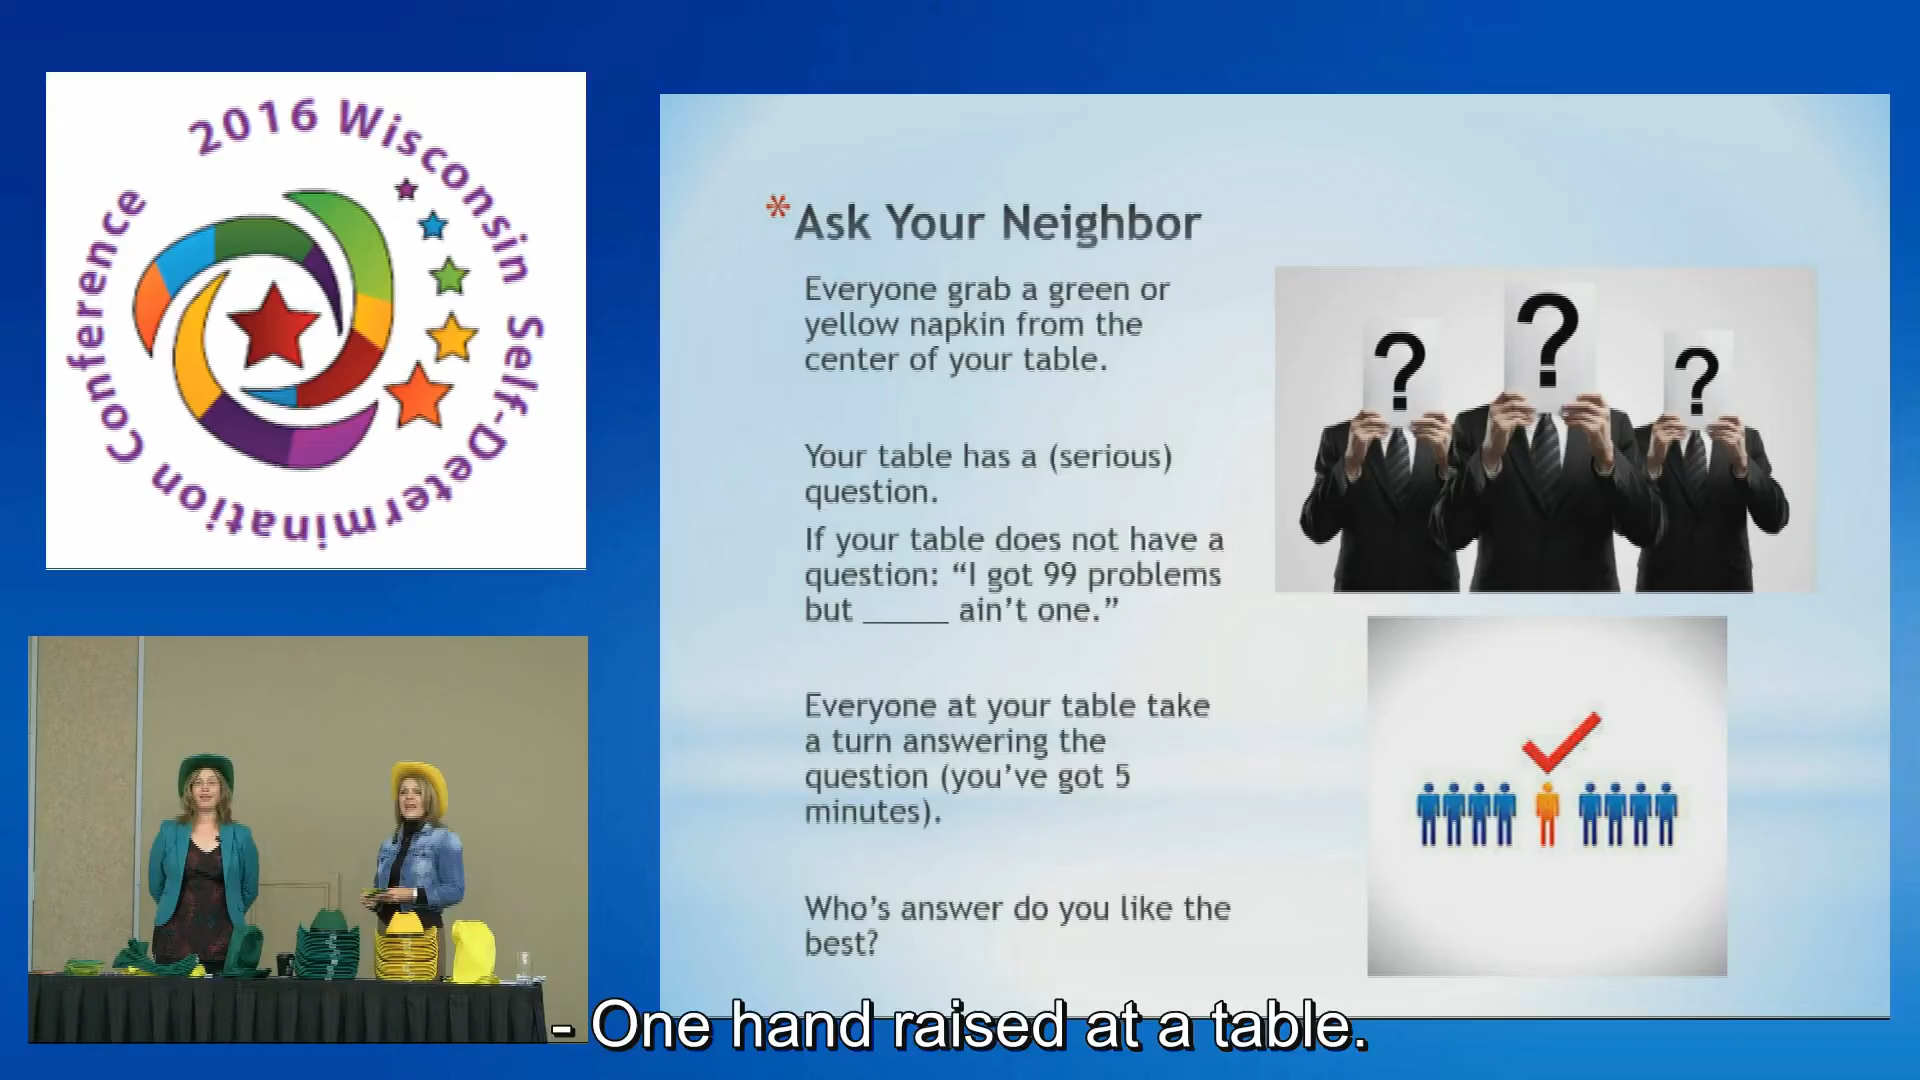 2016 Wisconsin Self-Determination Conference
*Ask Your Neighbor
Everyone grab a green or
yellow napkin from the
center of your table.
Your table has a (serious)
question.
If your table does not have a
question: “I got 99 problems
but _____ ain’t one.”
Everyone at your table take
a turn answering the
question (you’ve got 5
minutes).
Who’s answer do you like the
best?
?
?
?
- One hand raised at a table.